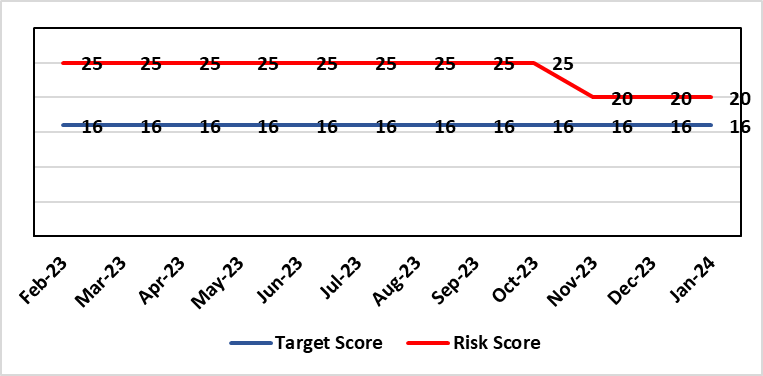 25 25 25 25 25 25 25 25 25
20 20 20
16 16 16 16 16 16 16 16 16 16 16 16
Feb-23 Mar-23 Apr-23 May-23 Jun-23 Jul-23 Aug-23 Sep-23 Oct-23 Nov-23 Dec-23 Jan-24
Target Score Risk Score